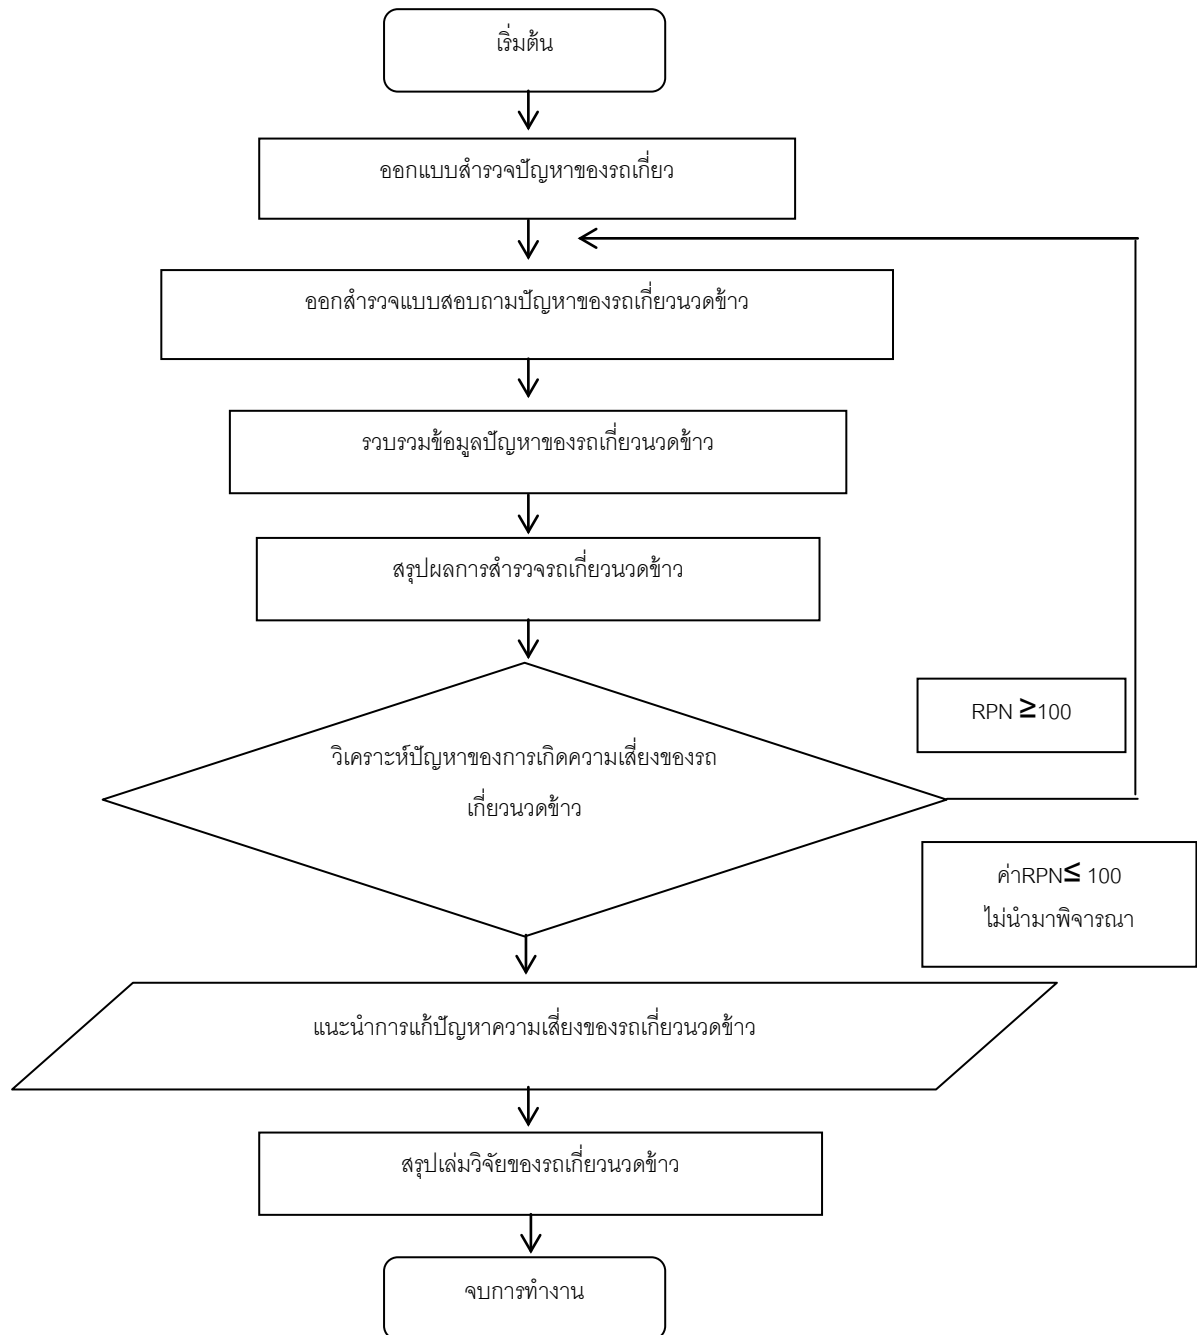 เริ่มต้น
ออกแบบสำรวจปัญหาของรถเกี่ยว
ออกสำรวจแบบสอบถามปัญหาของรถเกี่ยวนวดข้าว
รวบรวมข้อมูลปัญหาของรถเกี่ยวนวดข้าว
สรุปผลการสำรวจรถเกี่ยวนวดข้าว
RPN ≥100
วิเคราะห์ปัญหาของการเกิดความเสี่ยงของรถ
เกี่ยวนวดข้าว
ค่าRPN≤ 100
ไม่นำมาพิจารณา
แนะนำการแก้ปัญหาความเสี่ยงของรถเกี่ยวนวดข้าว
สรุปเล่มวิจัยของรถเกี่ยวนวดข้าว
จบการทำงาน